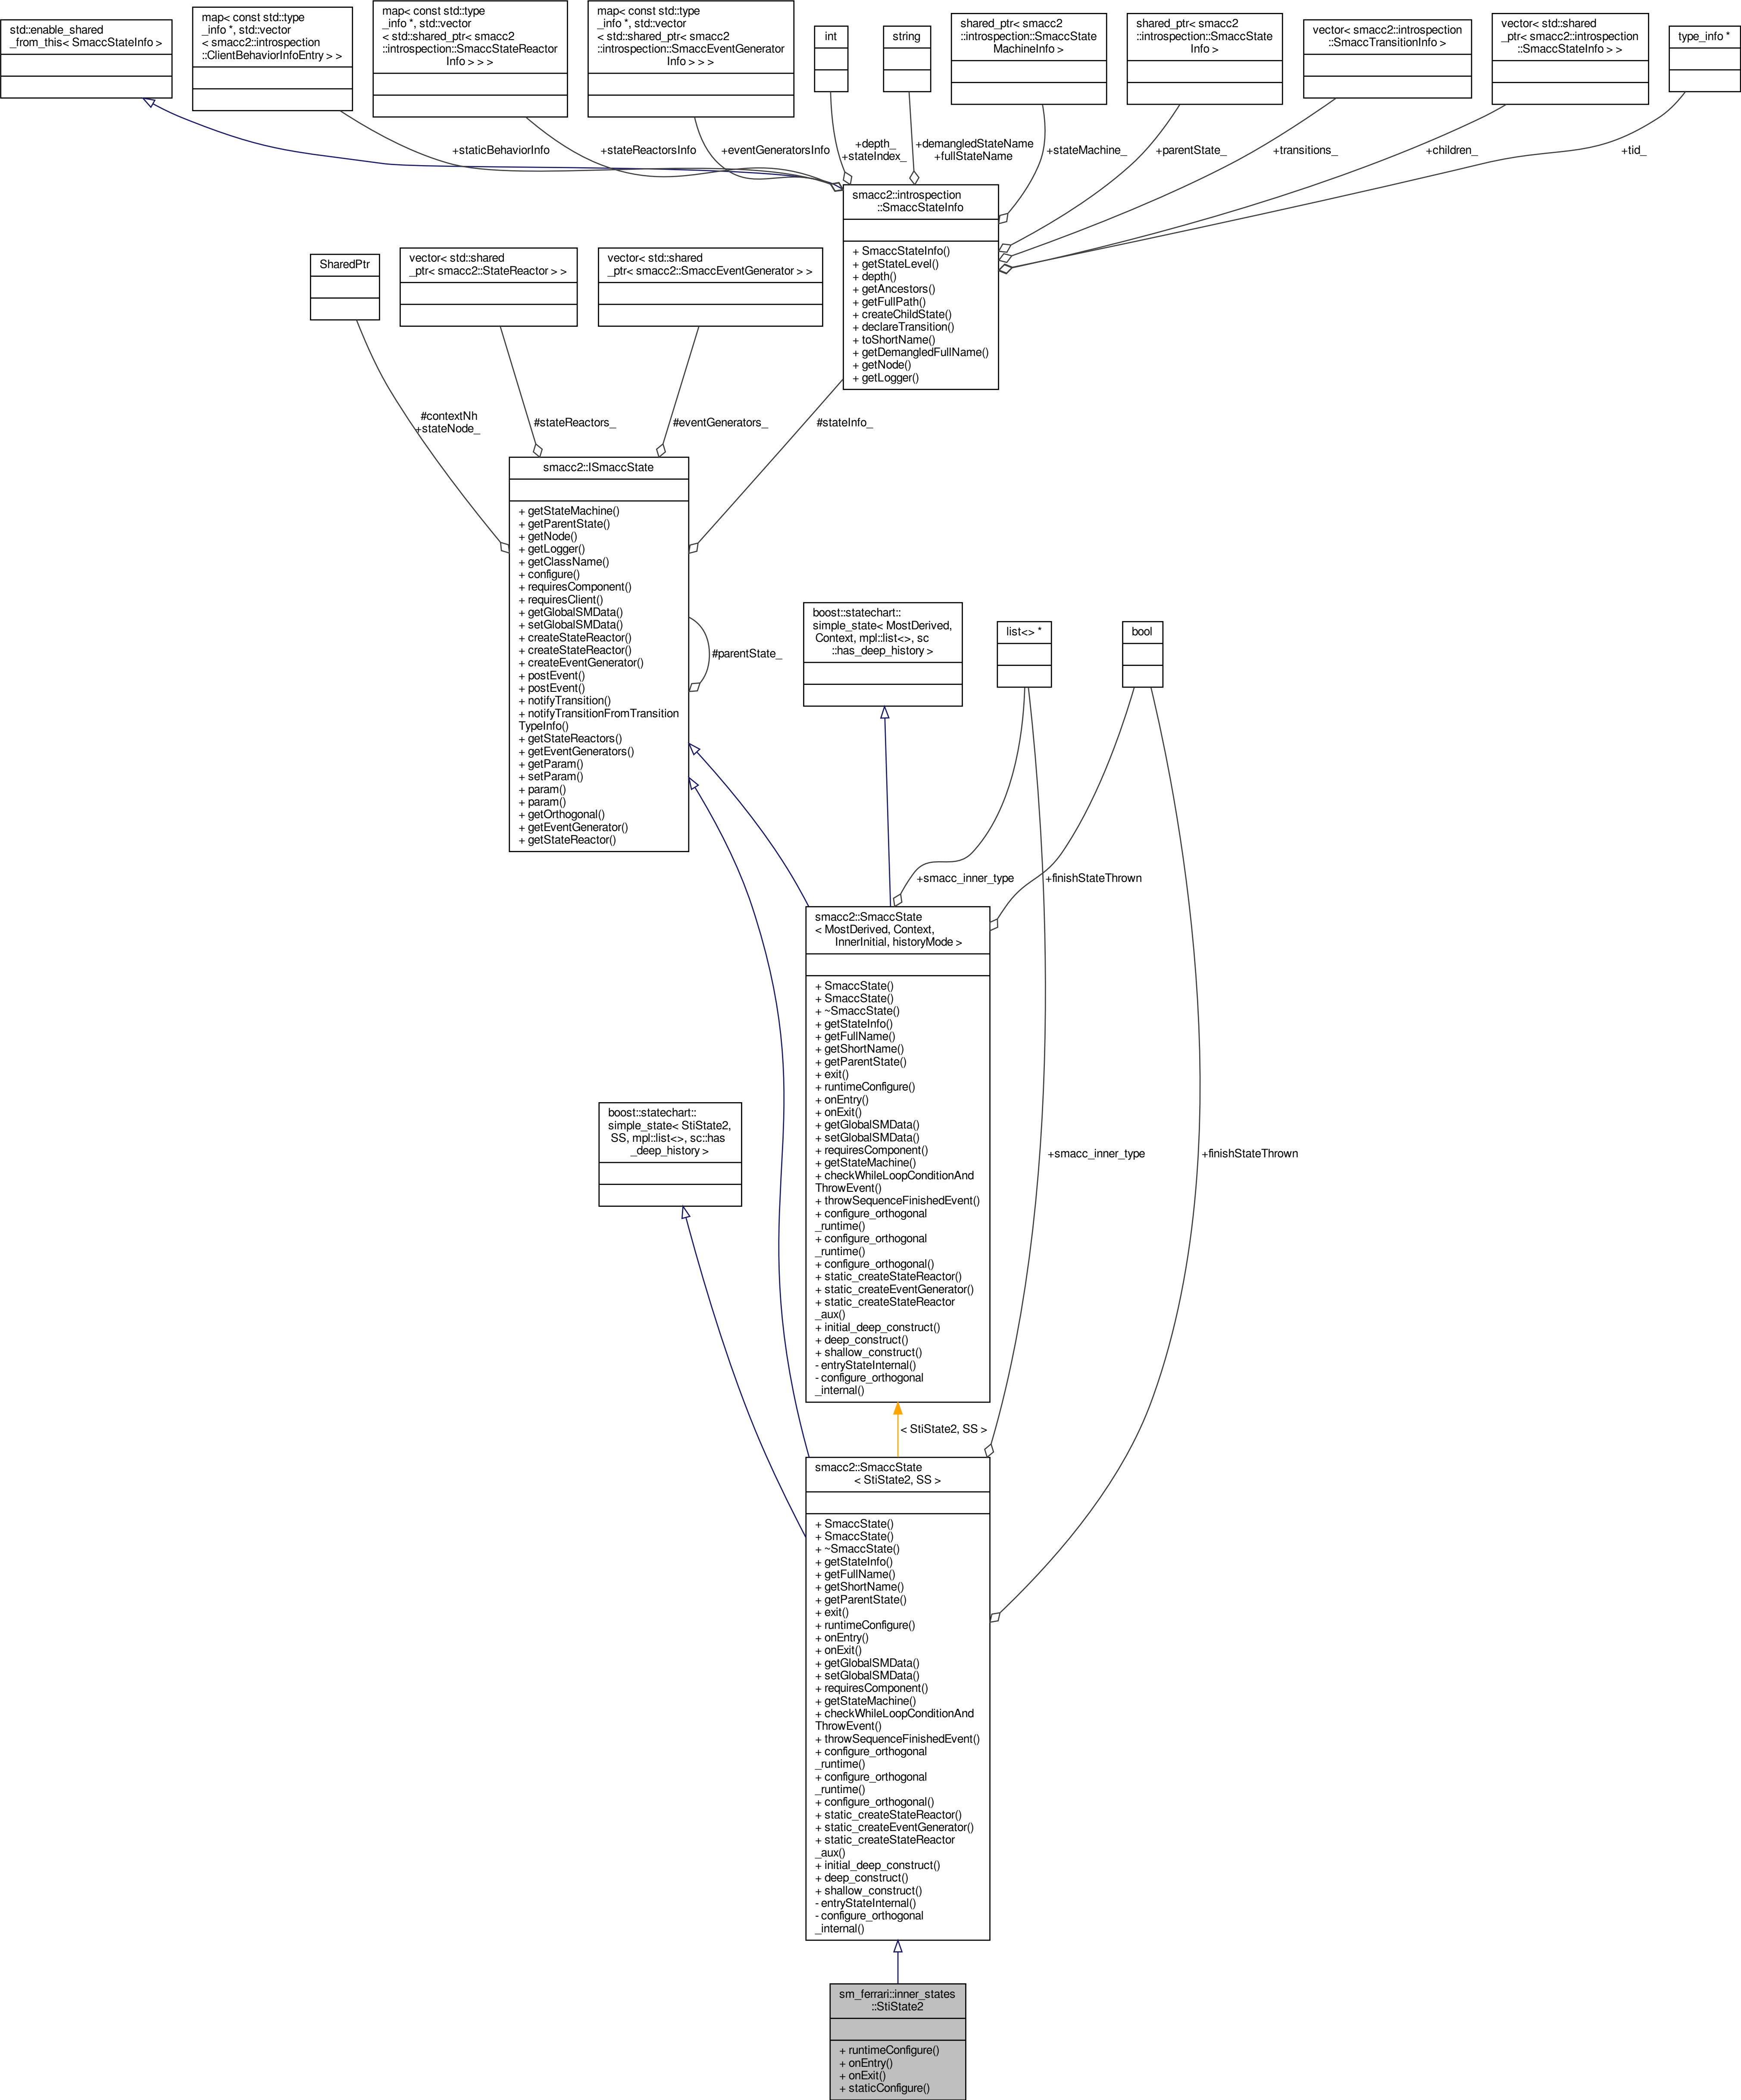 std::enable_shared
_from_this< SmaccStateInfo >
map< const std::type
_info *, std::vector
< smacc2::introspection
::ClientBehaviorInfoEntry > >
map< const std::type
_info *, std::vector
< std::shared_ptr< smacc2
::introspection::SmaccStateReactor
Info > > >
map< const std::type
_info *, std::vector
< std::shared_ptr< smacc2
::introspection::SmaccEventGenerator
Info > > >
int
string
shared_ptr< smacc2
::introspection::SmaccState
MachineInfo >
shared_ptr< smacc2
::introspection::SmaccState
Info >
vector< smacc2::introspection
::SmaccTransitionInfo >
vector< std::shared
_ptr< smacc2::introspection
::SmaccStateInfo > >
type_info *
+staticBehaviorInfo
+stateReactorsInfo
+eventGeneratorsInfo
+depth_
+stateIndex_
+demangledStateName
+fullStateName
+stateMachine_
+parentState_
+transitions_
+children_
+tid_
smacc2::introspection
::SmaccStateInfo
+ SmaccStateInfo()
+ getStateLevel()
+ depth()
+ getAncestors()
+ getFullPath()
+ createChildState()
+ declareTransition()
+ toShortName()
+ getDemangledFullName()
+ getNode()
+ getLogger()
SharedPtr
vector< std::shared
_ptr< smacc2::StateReactor > >
vector< std::shared
_ptr< smacc2::SmaccEventGenerator > >
#contextNh
+stateNode_
#stateReactors_
#eventGenerators_
#stateInfo_
smacc2::ISmaccState
+ getStateMachine()
+ getParentState()
+ getNode()
+ getLogger()
+ getClassName()
+ configure()
+ requiresComponent()
+ requiresClient()
+ getGlobalSMData()
+ setGlobalSMData()
+ createStateReactor()
+ createStateReactor()
+ createEventGenerator()
+ postEvent()
+ postEvent()
+ notifyTransition()
+ notifyTransitionFromTransition
TypeInfo()
+ getStateReactors()
+ getEventGenerators()
+ getParam()
+ setParam()
+ param()
+ param()
+ getOrthogonal()
+ getEventGenerator()
+ getStateReactor()
#parentState_
boost::statechart::
simple_state< MostDerived,
Context, mpl::list<>, sc
::has_deep_history >
list<> *
bool
+smacc_inner_type
+finishStateThrown
smacc2::SmaccState
< MostDerived, Context,
InnerInitial, historyMode >
+ SmaccState()
+ SmaccState()
+ ~SmaccState()
+ getStateInfo()
+ getFullName()
+ getShortName()
+ getParentState()
+ exit()
+ runtimeConfigure()
+ onEntry()
+ onExit()
+ getGlobalSMData()
+ setGlobalSMData()
+ requiresComponent()
+ getStateMachine()
+ checkWhileLoopConditionAnd
ThrowEvent()
+ throwSequenceFinishedEvent()
+ configure_orthogonal
_runtime()
+ configure_orthogonal
_runtime()
+ configure_orthogonal()
+ static_createStateReactor()
+ static_createEventGenerator()
+ static_createStateReactor
_aux()
+ initial_deep_construct()
+ deep_construct()
+ shallow_construct()
- entryStateInternal()
- configure_orthogonal
_internal()
boost::statechart::
simple_state< StiState2,
SS, mpl::list<>, sc::has
_deep_history >
+smacc_inner_type
+finishStateThrown
< StiState2, SS >
smacc2::SmaccState
< StiState2, SS >
+ SmaccState()
+ SmaccState()
+ ~SmaccState()
+ getStateInfo()
+ getFullName()
+ getShortName()
+ getParentState()
+ exit()
+ runtimeConfigure()
+ onEntry()
+ onExit()
+ getGlobalSMData()
+ setGlobalSMData()
+ requiresComponent()
+ getStateMachine()
+ checkWhileLoopConditionAnd
ThrowEvent()
+ throwSequenceFinishedEvent()
+ configure_orthogonal
_runtime()
+ configure_orthogonal
_runtime()
+ configure_orthogonal()
+ static_createStateReactor()
+ static_createEventGenerator()
+ static_createStateReactor
_aux()
+ initial_deep_construct()
+ deep_construct()
+ shallow_construct()
- entryStateInternal()
- configure_orthogonal
_internal()
sm_ferrari::inner_states
::StiState2
+ runtimeConfigure()
+ onEntry()
+ onExit()
+ staticConfigure()